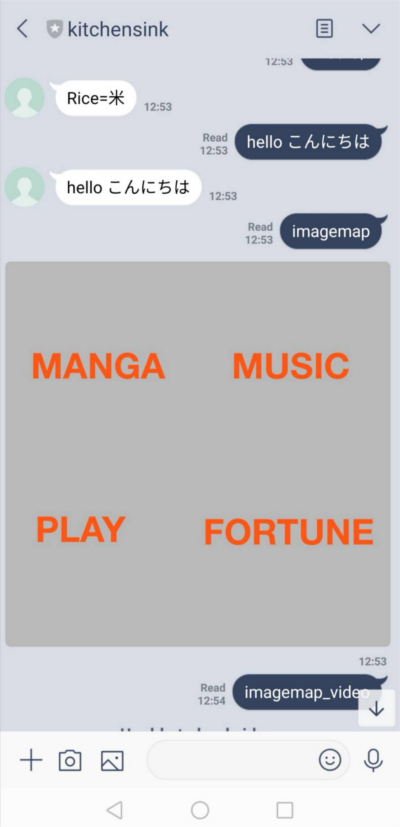 kitchensink
12:53
Rice=米
12:53
Read
12:53
hello こんにちは
hello こんにちは
12:53
Read
12:53
imagemap
MANGA MUSIC
PLAY FORTUNE
12:53
Read
12:54
imagemap_video